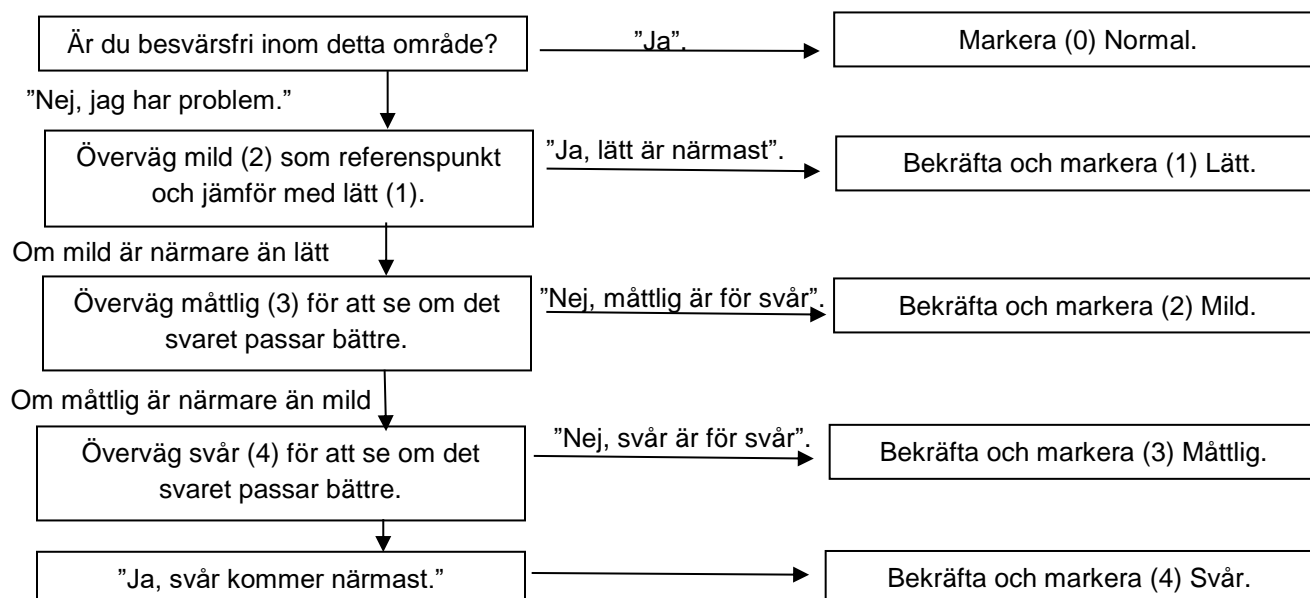 Är du besvärsfri inom detta område?
”Ja”.
Markera (0) Normal.
”Nej, jag har problem.”
Överväg mild (2) som referenspunkt
och jämför med lätt (1).
”Ja, lätt är närmast”.
Bekräfta och markera (1) Lätt.
Om mild är närmare än lätt
Överväg måttlig (3) för att se om det
svaret passar bättre.
”Nej, måttlig är för svår”.
Bekräfta och markera (2) Mild.
Om måttlig är närmare än mild
Överväg svår (4) för att se om det
svaret passar bättre.
”Nej, svår är för svår”.
Bekräfta och markera (3) Måttlig.
”Ja, svår kommer närmast.”
Bekräfta och markera (4) Svår.